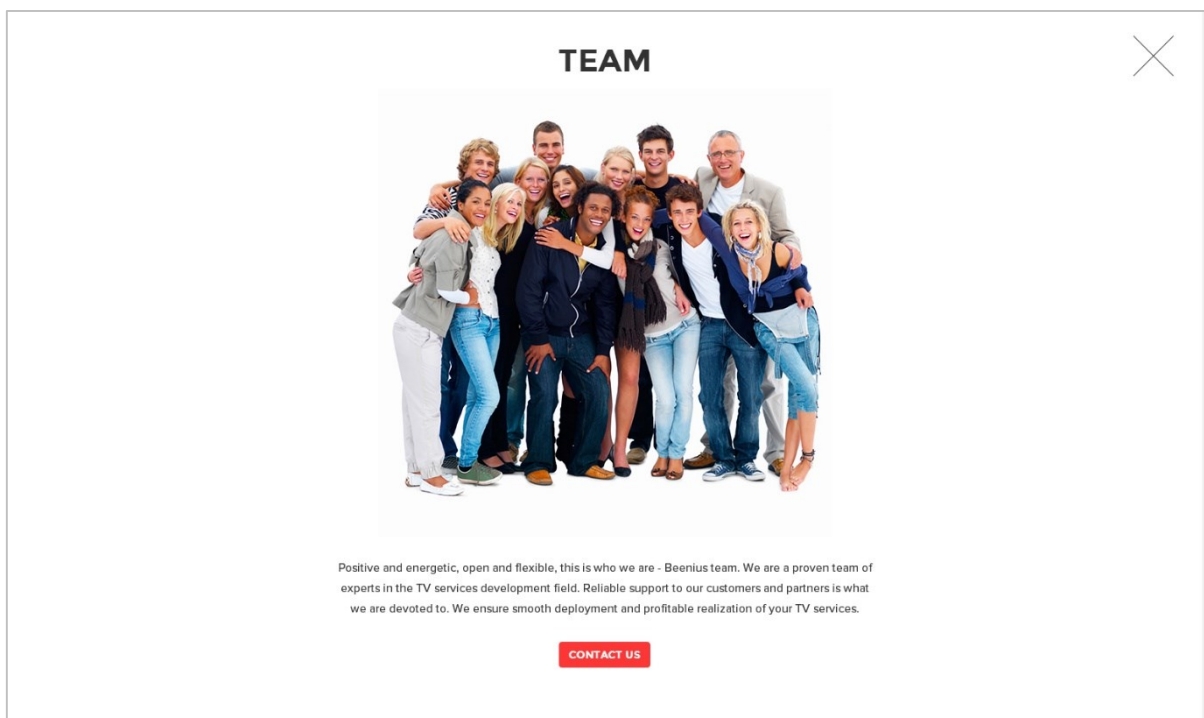 TEAM
Positive and energetic, open and flexible, this is who we are - Beenius team. We are a proven team of
experts in the TV services development field. Reliable support to our customers and partners is what
we are devoted to. We ensure smooth deployment and profitable realization of your TV services.
CONTACT US